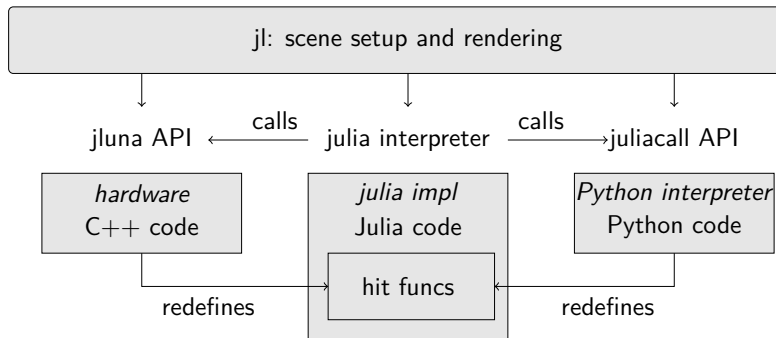 jl: scene setup and rendering
jluna API
calls
julia interpreter
calls
juliacall API
hardware
C++ code
julia impl
Julia code
Python interpreter
Python code
hit funcs
redefines
redefines